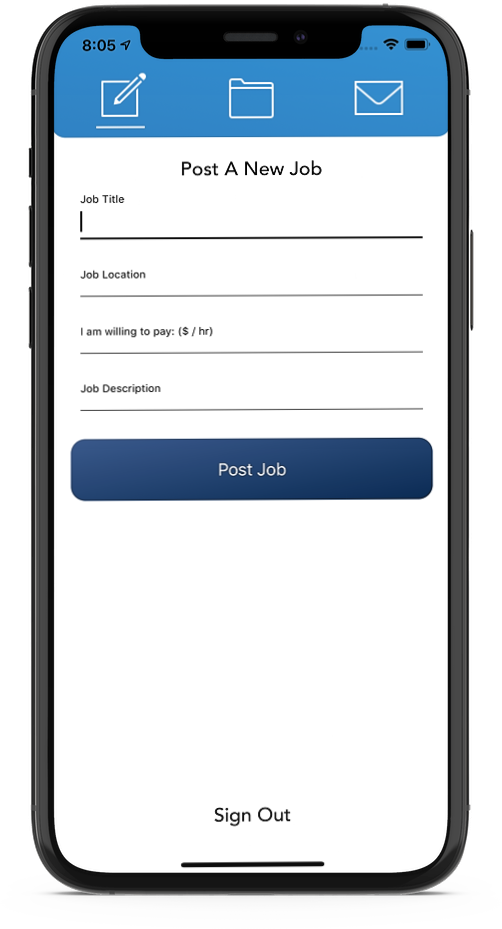 8:05
Post A New Job
Job Title
Job Location
I am willing to pay: ($ / hr)
Job Description
Post Job
Sign Out